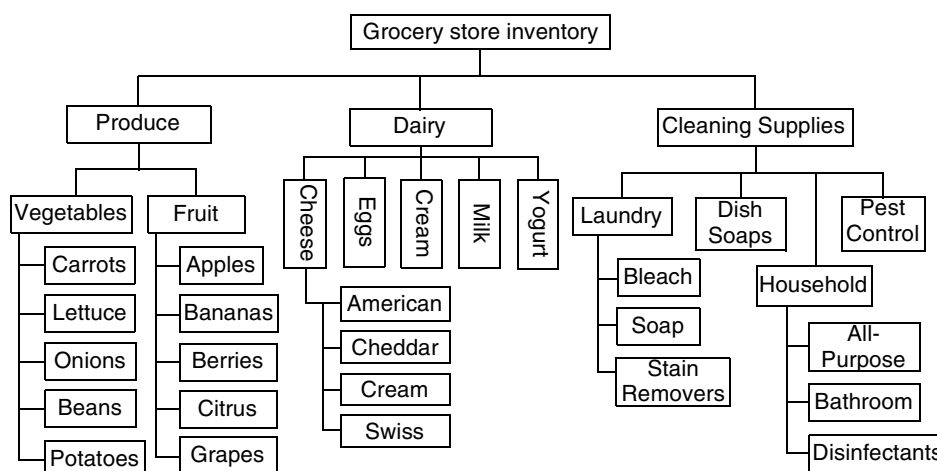 Grocery store inventory
Produce
Dairy
Cleaning Supplies
Vegetables
Fruit
Cheese
Eggs
Cream
Milk
Yogurt
Laundry
Dish
Soaps
Pest
Control
Household
Carrots
Lettuce
Onions
Beans
Potatoes
Apples
Bananas
Berries
Citrus
Grapes
American
Cheddar
Cream
Swiss
Bleach
Soap
Stain
Removers
All-
Purpose
Bathroom
Disinfectants